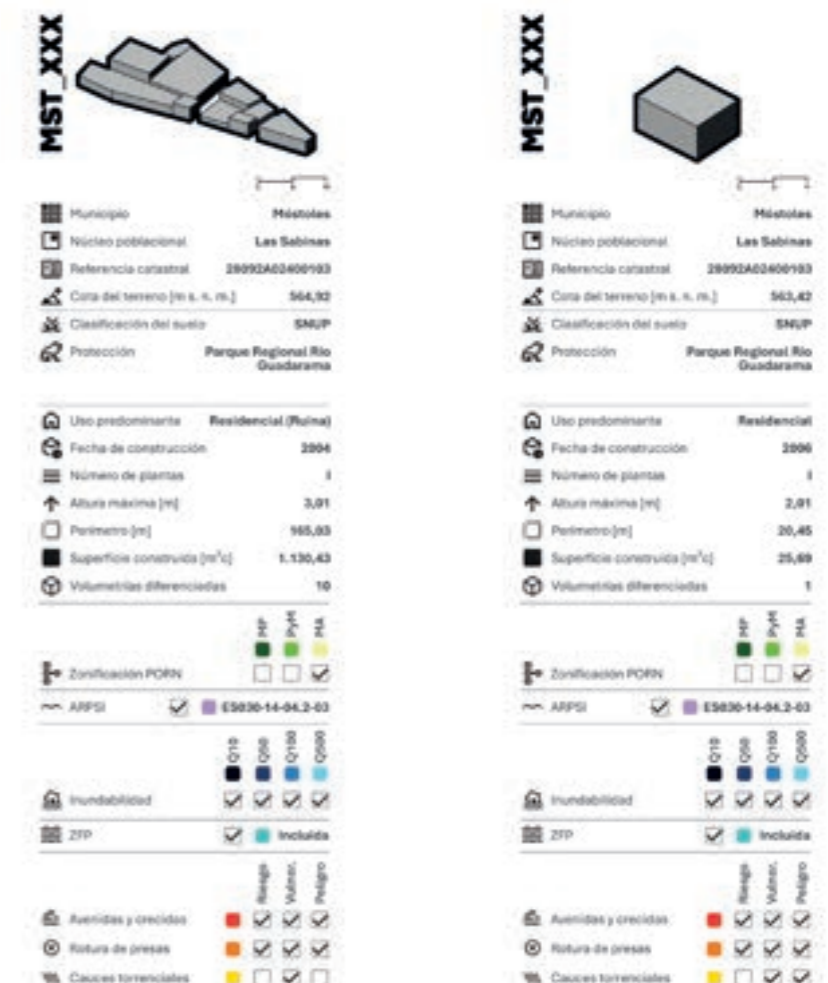 MST_XXX
Municipio Móstoles
Núcleo poblacional Las Sabinas
Referencia catastral 28092A02400103
Cota del terreno [m s. n. m.] 564,92
Clasificación del suelo SNUP
Protección Parque Regional Río
Guadarama
Uso predominante Residencial (Ruina)
Fecha de construcción 2004
Número de plantas I
Altura máxima [m] 3,01
Perímetro [m] 165,03
Superficie construida [m²c] 1.130,43
Volumetrías diferenciadas 10
MP PyM MA
Zonificación PORN
ARPSI ES030-14-04.2-03
Q10 Q50 Q100 Q500
Inundabilidad
ZFP Incluida
Riesgo Vulner. Peligro
Avenidas y crecidas
Rotura de presas
Cauces torrenciales
MST_XXX
Municipio Móstoles
Núcleo poblacional Las Sabinas
Referencia catastral 28092A02400103
Cota del terreno [m s. n. m.] 563,42
Clasificación del suelo SNUP
Protección Parque Regional Río
Guadarama
Uso predominante Residencial
Fecha de construcción 2006
Número de plantas I
Altura máxima [m] 2,01
Perímetro [m] 20,45
Superficie construida [m²c] 25,69
Volumetrías diferenciadas 1
MP PyM MA
Zonificación PORN
ARPSI ES030-14-04.2-03
Q10 Q50 Q100 Q500
Inundabilidad
ZFP Incluida
Riesgo Vulner. Peligro
Avenidas y crecidas
Rotura de presas
Cauces torrenciales